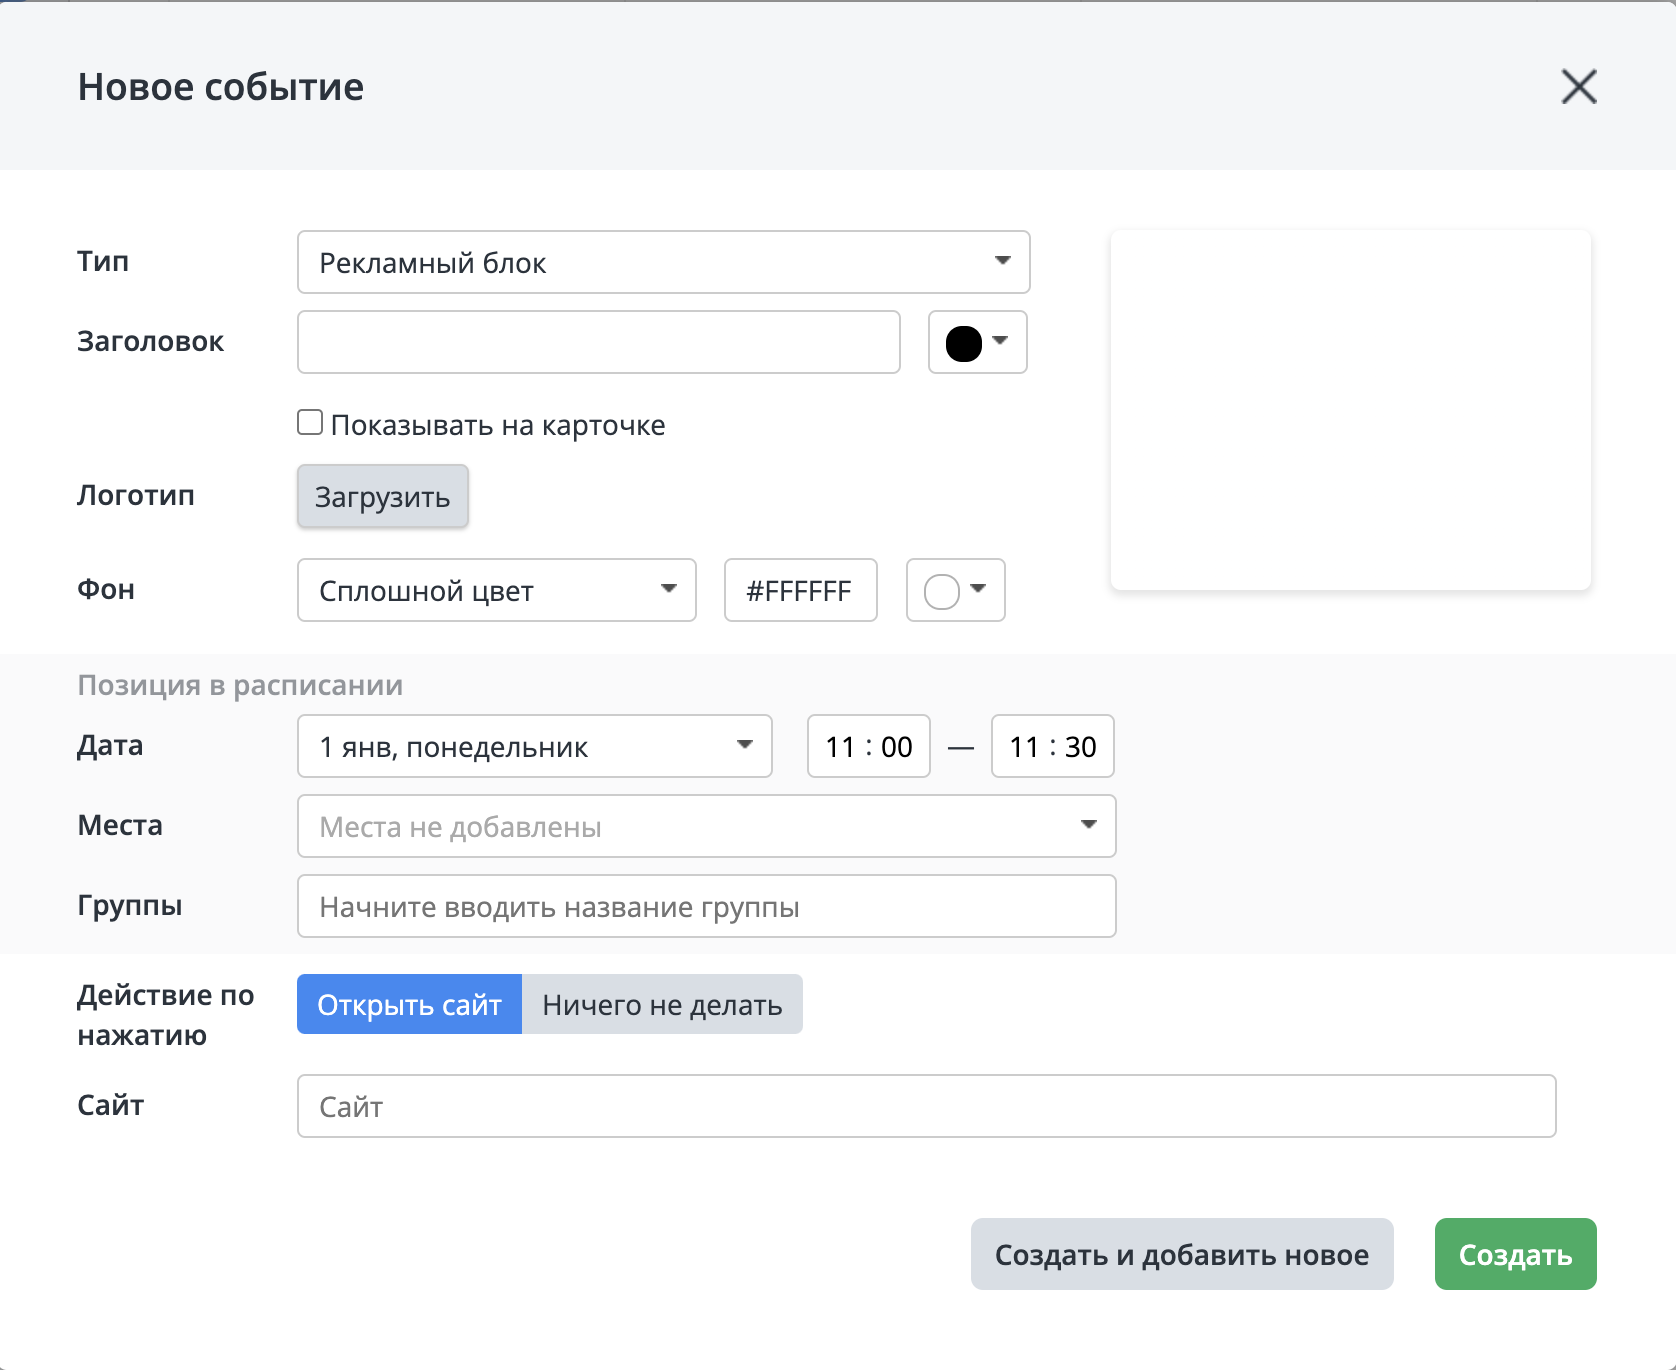 Новое событие
Тип
Рекламный блок
Заголовок
Показывать на карточке
Логотип
Загрузить
Фон
Сплошной цвет
#FFFFFF
Позиция в расписании
Дата
1 янв, понедельник
11 : 00 — 11 : 30
Места
Места не добавлены
Группы
Начните вводить название группы
Действие по
нажатию
Открыть сайт
Ничего не делать
Сайт
Сайт
Создать и добавить новое
Создать